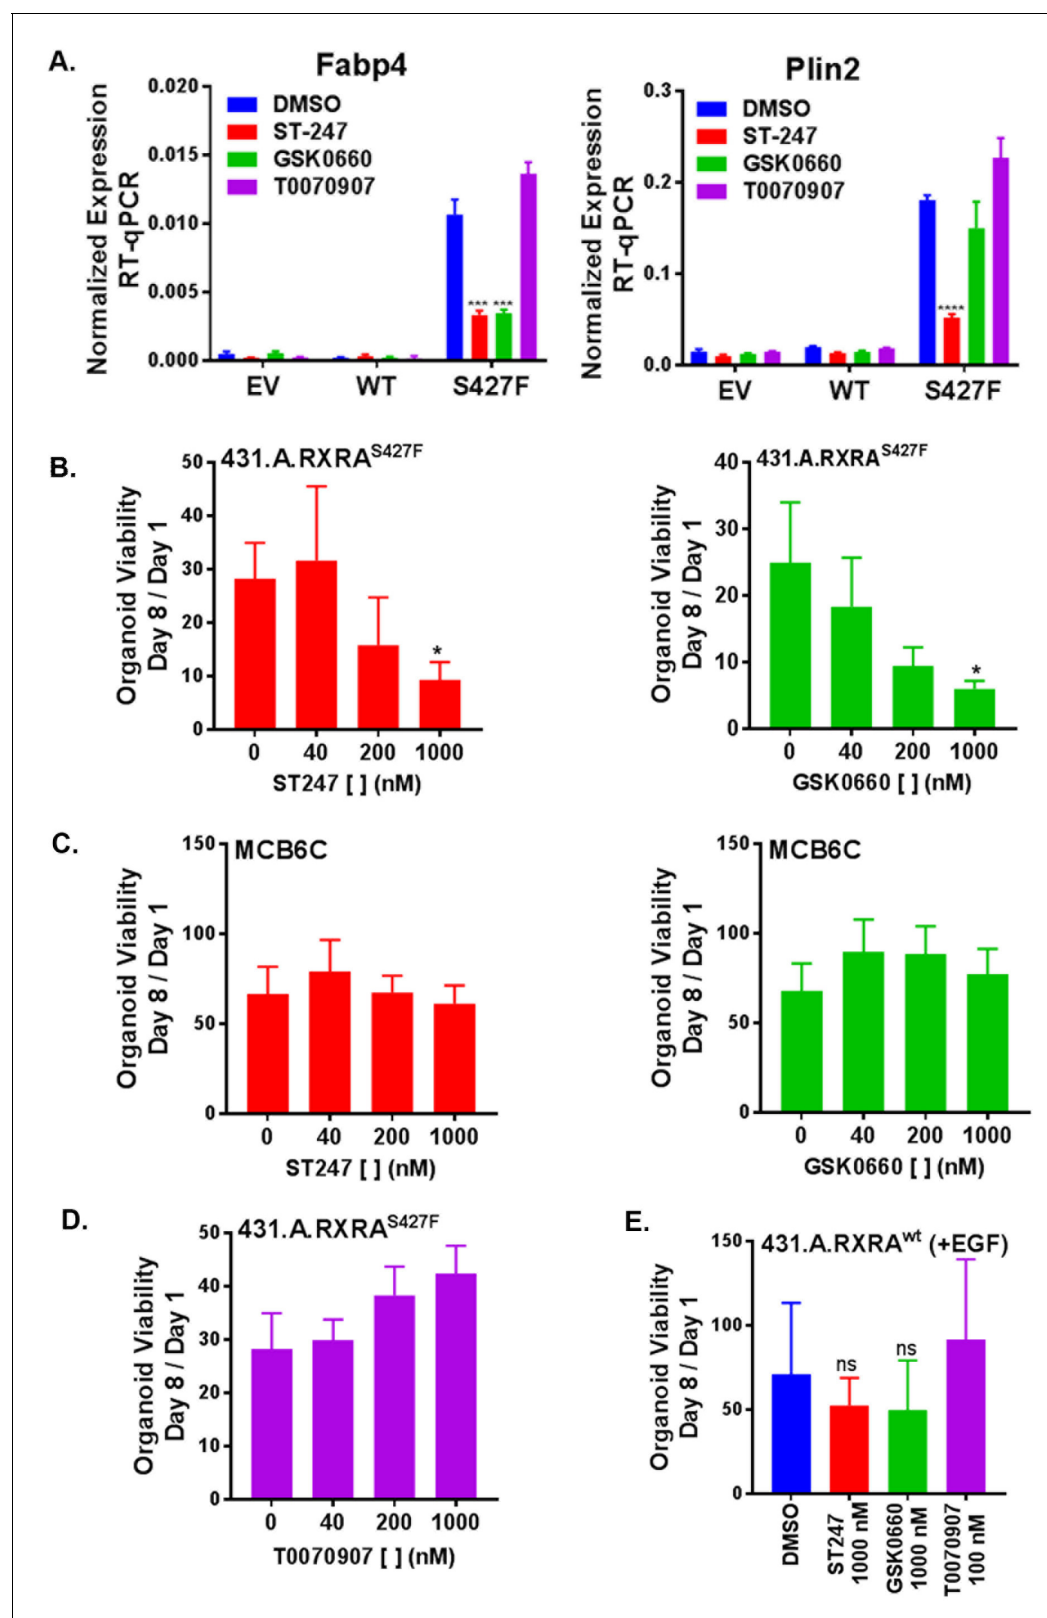 A.
Fabp4
Normalized Expression
RT-qPCR
0.020
0.015
0.010
0.005
0.000
DMSO
ST-247
GSK0660
T0070907
*** ***
EV WT S427F
Plin2
Normalized Expression
RT-qPCR
0.3
0.2
0.1
0.0
DMSO
ST-247
GSK0660
T0070907
****
EV WT S427F
B.
431.A.RXRA^S427F
Organoid Viability
Day 8 / Day 1
50
40
30
20
10
0
*
0 40 200 1000
ST247 [ ] (nM)
431.A.RXRA^S427F
Organoid Viability
Day 8 / Day 1
40
30
20
10
0
*
0 40 200 1000
GSK0660 [ ] (nM)
C.
MCB6C
Organoid Viability
Day 8 / Day 1
150
100
50
0
0 40 200 1000
ST247 [ ] (nM)
MCB6C
Organoid Viability
Day 8 / Day 1
150
100
50
0
0 40 200 1000
GSK0660 [ ] (nM)
D.
431.A.RXRA^S427F
Organoid Viability
Day 8 / Day 1
50
40
30
20
10
0
0 40 200 1000
T0070907 [ ] (nM)
E.
431.A.RXRA^wt (+EGF)
Organoid Viability
Day 8 / Day 1
150
100
50
0
ns
ns
DMSO
ST247
1000 nM
GSK0660
1000 nM
T0070907
100 nM